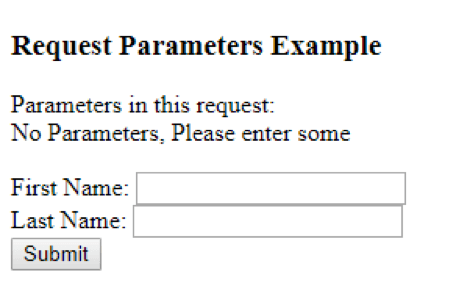 Request Parameters Example
Parameters in this request:
No Parameters, Please enter some
First Name:
Last Name:
Submit